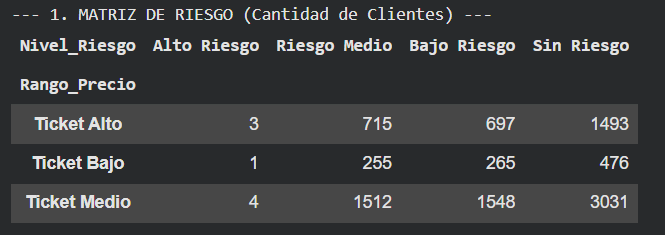 --- 1. MATRIZ DE RIESGO (Cantidad de Clientes) ---
Nivel_Riesgo Alto Riesgo Riesgo Medio Bajo Riesgo Sin Riesgo
Rango_Precio
Ticket Alto 3 715 697 1493
Ticket Bajo 1 255 265 476
Ticket Medio 4 1512 1548 3031